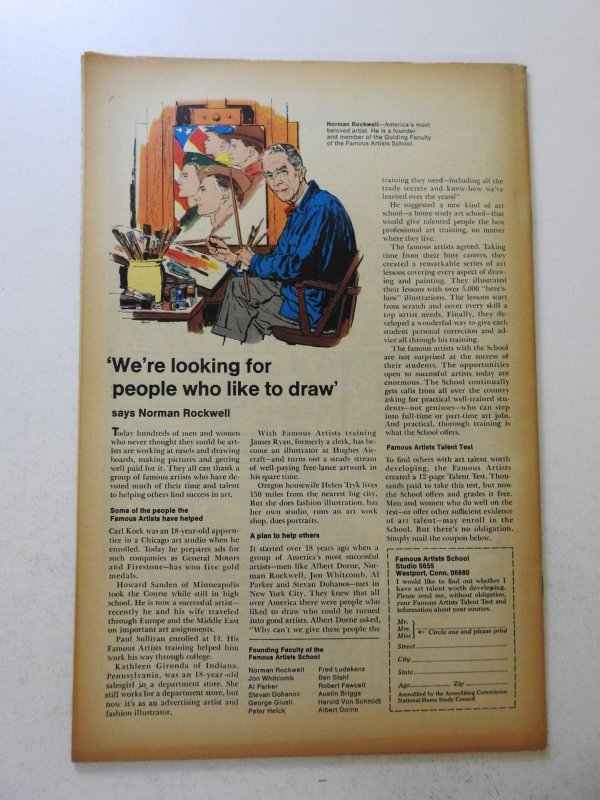 Norman Rockwell—America's most
beloved artist. He is a founder
and member of the Guiding Faculty
of the Famous Artists School.
'We're looking for
people who like to draw'
says Norman Rockwell
Today hundreds of men and women
who never thought they could be art-
ists are working at easels and drawing
boards, making pictures and getting
well paid for it. They all can thank a
group of famous artists who have de-
voted much of their time and talent
to helping others find success in art.
Some of the people the
Famous Artists have helped
Carl Kock was an 18-year-old appren-
tice in a Chicago art studio when he
enrolled. Today he prepares ads for
such companies as General Motors
and Firestone—has won five gold
medals.
Howard Sanden of Minneapolis
took the Course while still in high
school. He is now a successful artist—
recently he and his wife traveled
through Europe and the Middle East
on important art assignments.
Paul Sullivan enrolled at 14. His
Famous Artists training helped him
work his way through college.
Kathleen Gironda of Indiana,
Pennsylvania, was an 18-year-old
salesgirl in a department store. She
still works for a department store, but
now it's as an advertising artist and
fashion illustrator.
With Famous Artists training
James Ryan, formerly a clerk, has be-
come an illustrator at Hughes Air-
craft—and turns out a steady stream
of well-paying free-lance artwork in
his spare time.
Oregon housewife Helen Tryk lives
150 miles from the nearest big city.
But she does fashion illustration, has
her own studio, runs an art work
shop, does portraits.
A plan to help others
It started over 18 years ago when a
group of America's most successful
artists—men like Albert Dorne, Nor-
man Rockwell, Jon Whitcomb, Al
Parker and Stevan Dohanos—met in
New York City. They knew that all
over America there were people who
liked to draw who could be turned
into good artists. Albert Dorne asked,
"Why can't we give these people the
Founding Faculty of the
Famous Artists School
Norman Rockwell
Jon Whitcomb
Al Parker
Stevan Dohanos
George Giusti
Peter Helck
Fred Ludekens
Ben Stahl
Robert Fawcett
Austin Briggs
Harold Von Schmidt
Albert Dorne
training they need—including all the
trade secrets and know-how we've
learned over the years?"
He suggested a new kind of art
school—a home study art school—that
would give talented people the best
professional art training, no matter
where they live.
The famous artists agreed. Taking
time from their busy careers, they
created a remarkable series of art
lessons covering every aspect of draw-
ing and painting. They illustrated
their lessons with over 5,000 "here's-
how" illustrations. The lessons start
from scratch and cover every skill a
top artist needs. Finally, they de-
veloped a wonderful way to give each
student personal correction and ad-
vice all through his training.
The famous artists with the School
are not surprised at the success of
their students. The opportunities
open to successful artists today are
enormous. The School continually
gets calls from all over the country
asking for practical well-trained stu-
dents—not geniuses—who can step
into full-time or part-time art jobs.
And practical, thorough training is
what the School offers.
Famous Artists Talent Test
To find others with art talent worth
developing, the Famous Artists
created a 12-page Talent Test. Thou-
sands paid to take this test, but now
the School offers and grades it free.
Men and women who do well on the
test—or offer other sufficient evidence
of art talent—may enroll in the
School. But there's no obligation.
Simply mail the coupon below.
Famous Artists School
Studio 5655
Westport, Conn. 06880
I would like to find out whether I
have art talent worth developing.
Please send me, without obligation,
your Famous Artists Talent Test and
information about your courses.
Mr.
Mrs. Circle one and please print
Miss
Street
City
State
Age Zip
Accredited by the Accrediting Commission
National Home Study Council